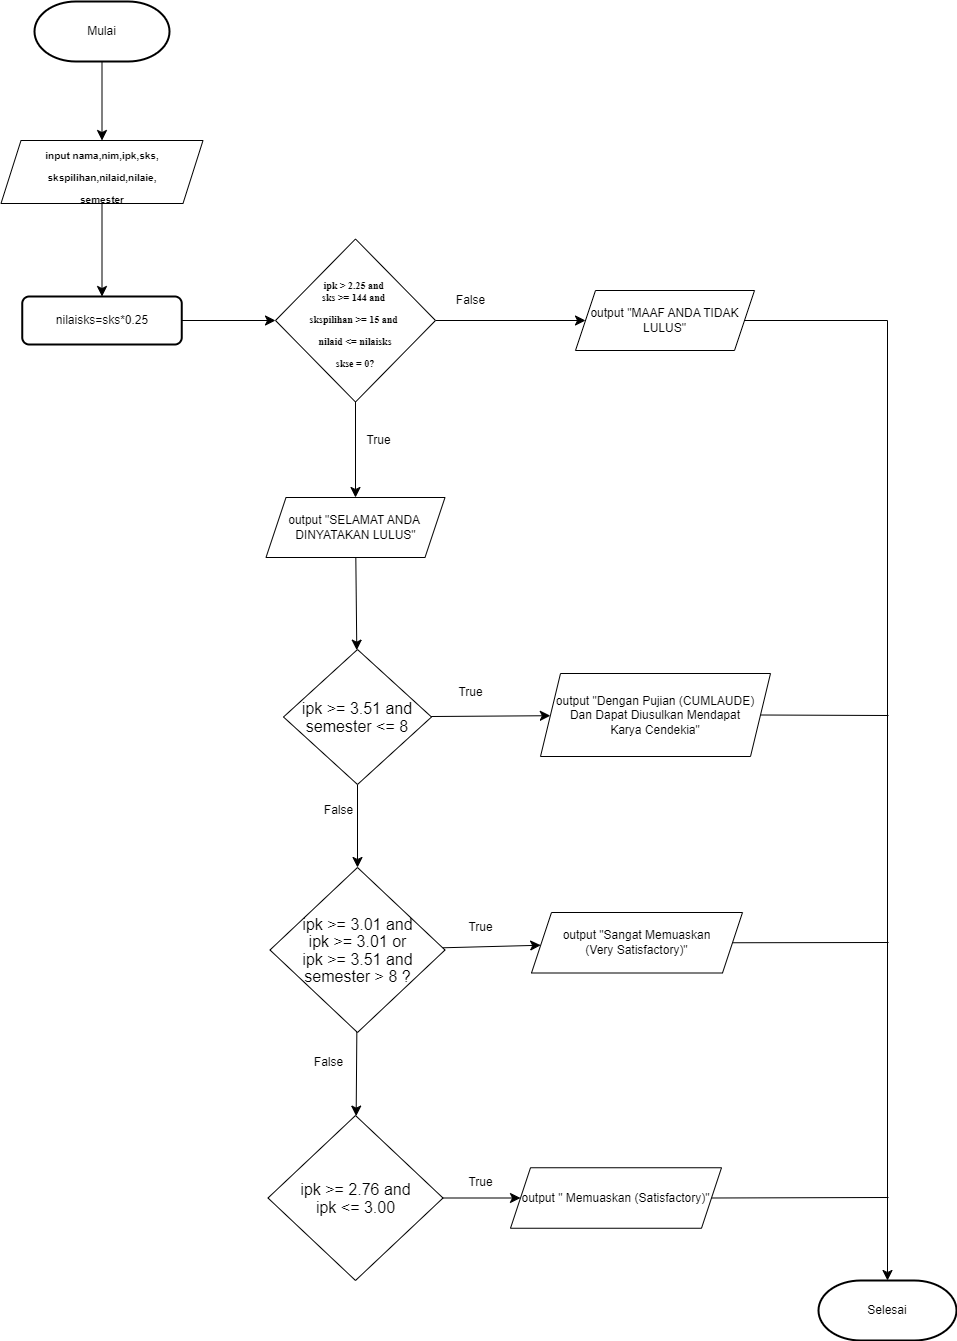 Mulai
input nama,nim,ipk,sks,
skspilihan,nilaid,nilaie,
semester
nilaisks=sks*0.25
ipk > 2.25 and
sks >= 144 and
skspilihan >= 15 and
nilaid <= nilaisks
skse = 0?
False
output "MAAF ANDA TIDAK
LULUS"
True
output "SELAMAT ANDA
DINYATAKAN LULUS"
ipk >= 3.51 and
semester <= 8
True
output "Dengan Pujian (CUMLAUDE)
Dan Dapat Diusulkan Mendapat
Karya Cendekia"
False
ipk >= 3.01 and
ipk >= 3.01 or
ipk >= 3.51 and
semester > 8 ?
True
output "Sangat Memuaskan
(Very Satisfactory)"
False
ipk >= 2.76 and
ipk <= 3.00
True
output " Memuaskan (Satisfactory)"
Selesai